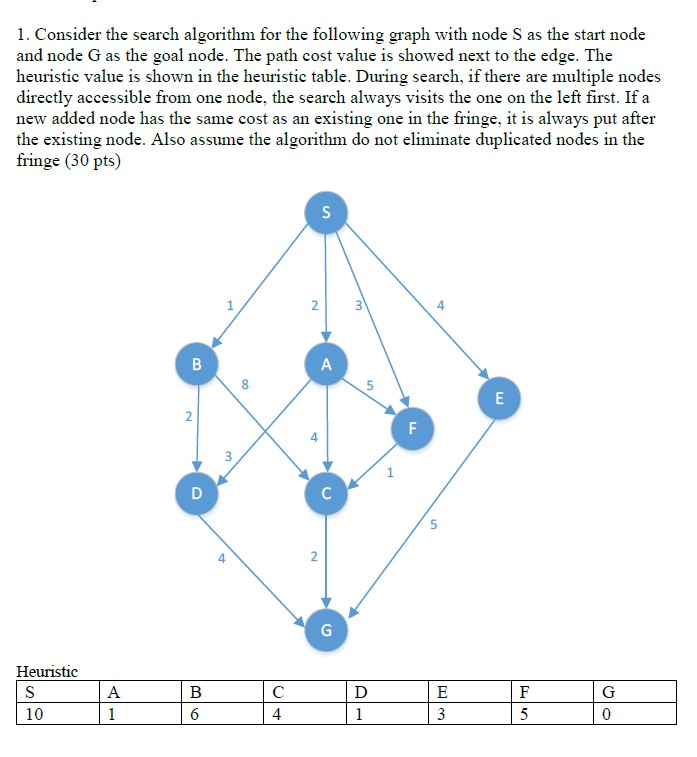 1. Consider the search algorithm for the following graph with node S as the start node
and node G as the goal node. The path cost value is showed next to the edge. The
heuristic value is shown in the heuristic table. During search, if there are multiple nodes
directly accessible from one node, the search always visits the one on the left first. If a
new added node has the same cost as an existing one in the fringe, it is always put after
the existing node. Also assume the algorithm do not eliminate duplicated nodes in the
fringe (30 pts)
S
1 2 3 4
B A
8 5
E
2
F
4
3
1
D C
5
4 2
G
Heuristic
S A B C D E F G
10 1 6 4 1 3 5 0